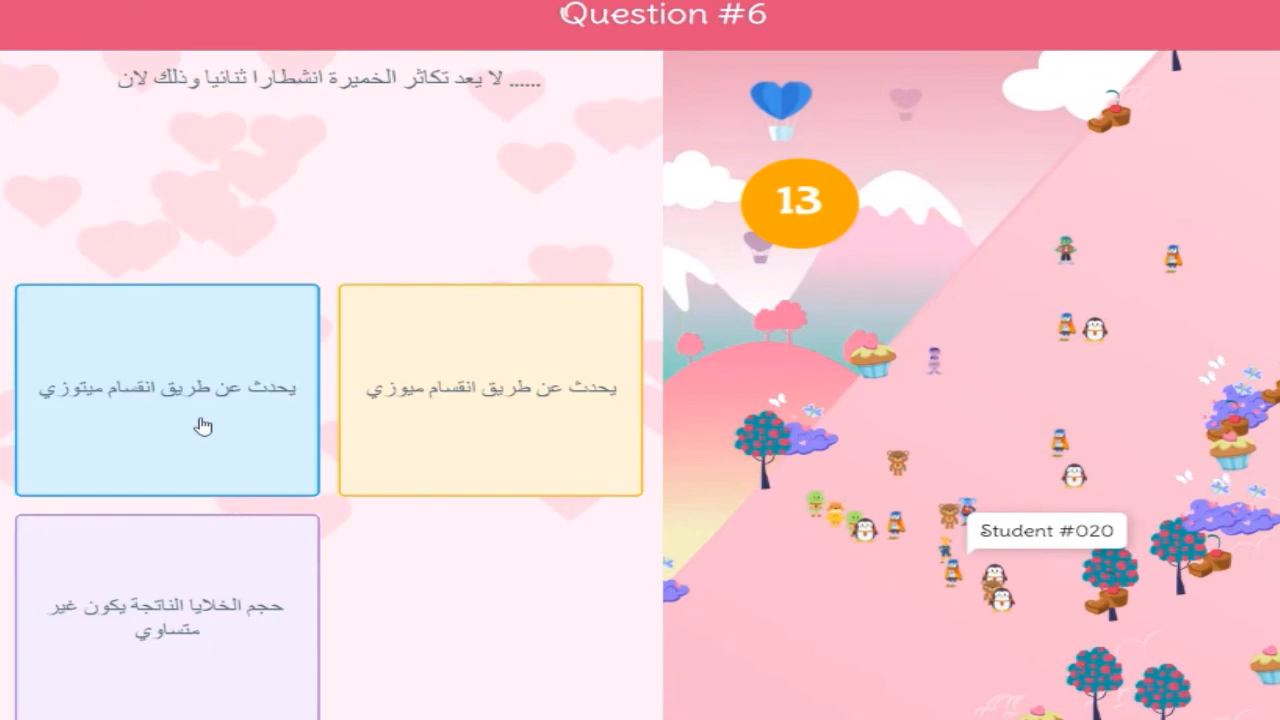 Question #6
لا يعد تكاثر الخميرة انشطارا ثنائيا وذلك لان ......
يحدث عن طريق انقسام ميتوزي
يحدث عن طريق انقسام ميوزي
حجم الخلايا الناتجة يكون غير
متساوي
13
Student #020